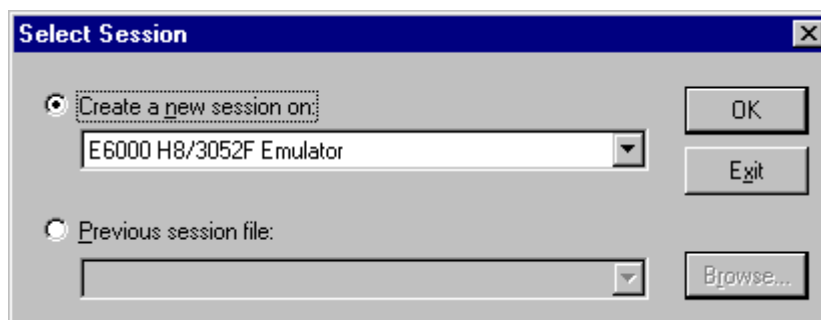 Select Session
Create a new session on:
OK
E6000 H8/3052F Emulator
Exit
Previous session file:
Browse...